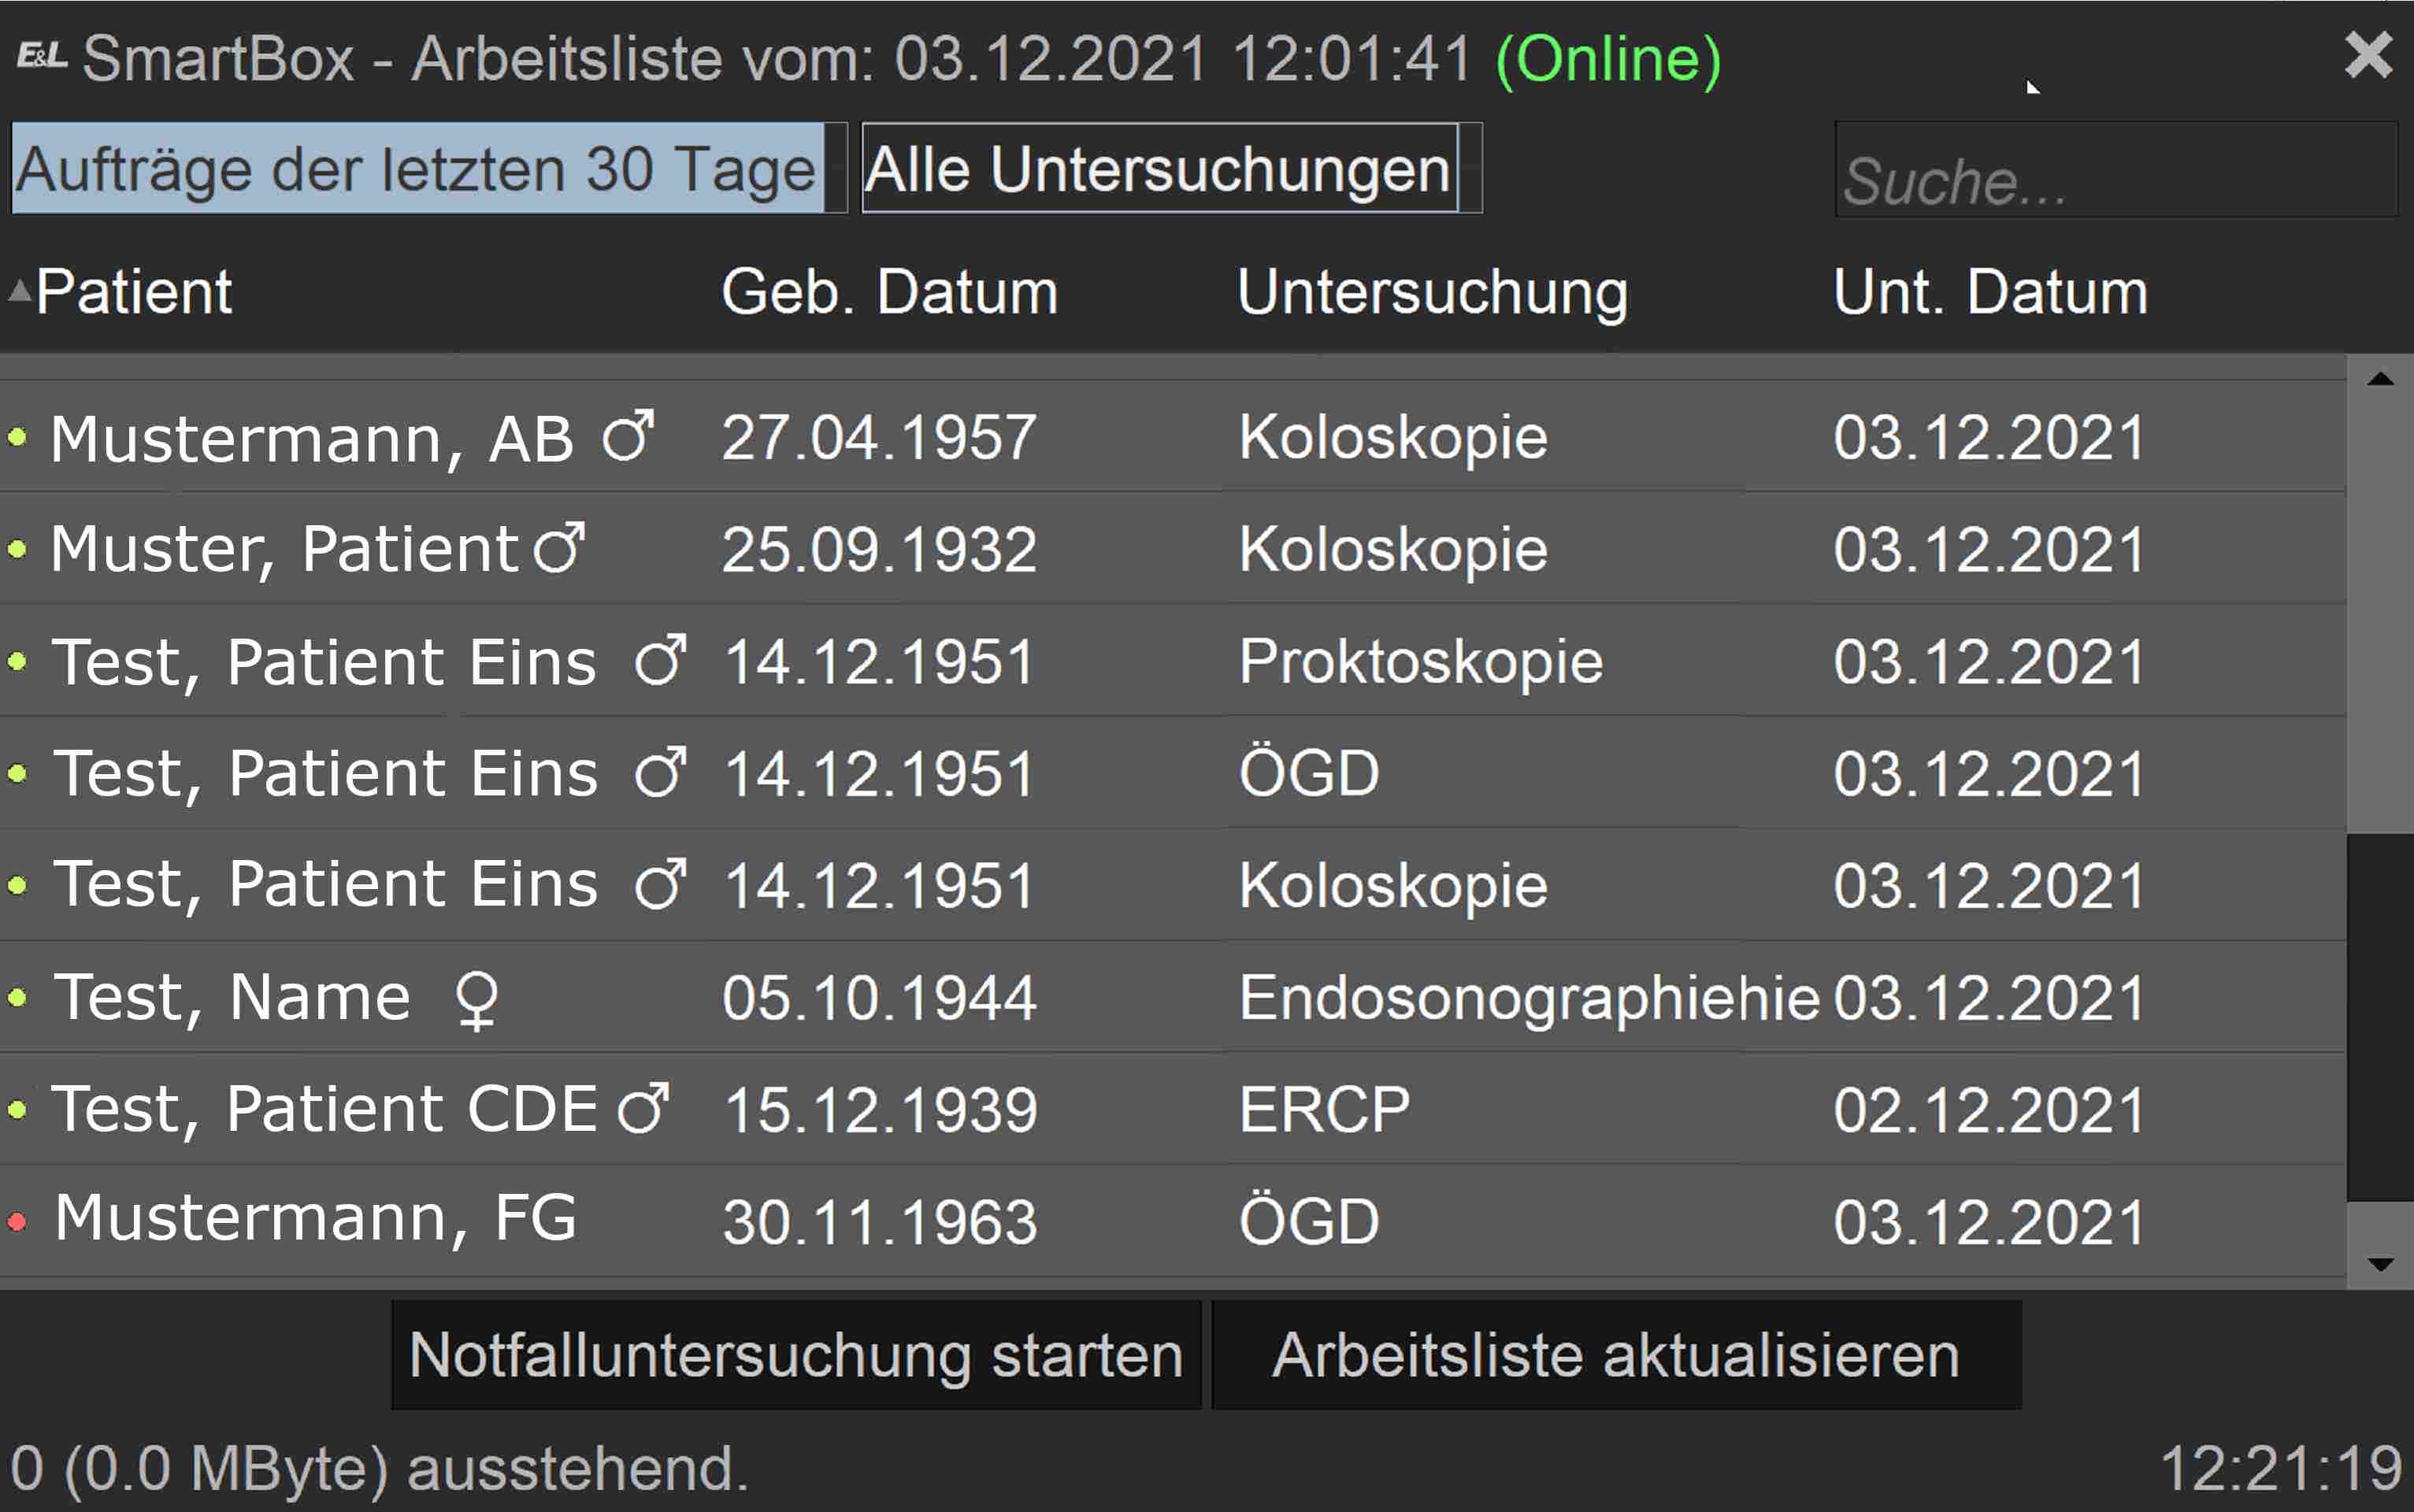 E&L SmartBox - Arbeitsliste vom: 03.12.2021 12:01:41 (Online)
Aufträge der letzten 30 Tage Alle Untersuchungen Suche...
Patient Geb. Datum Untersuchung Unt. Datum
Mustermann, AB ♂ 27.04.1957 Koloskopie 03.12.2021
Muster, Patient ♂ 25.09.1932 Koloskopie 03.12.2021
Test, Patient Eins ♂ 14.12.1951 Proktoskopie 03.12.2021
Test, Patient Eins ♂ 14.12.1951 ÖGD 03.12.2021
Test, Patient Eins ♂ 14.12.1951 Koloskopie 03.12.2021
Test, Name ♀ 05.10.1944 Endosonographiehie 03.12.2021
Test, Patient CDE ♂ 15.12.1939 ERCP 02.12.2021
Mustermann, FG 30.11.1963 ÖGD 03.12.2021
Notfalluntersuchung starten Arbeitsliste aktualisieren
0 (0.0 MByte) ausstehend. 12:21:19